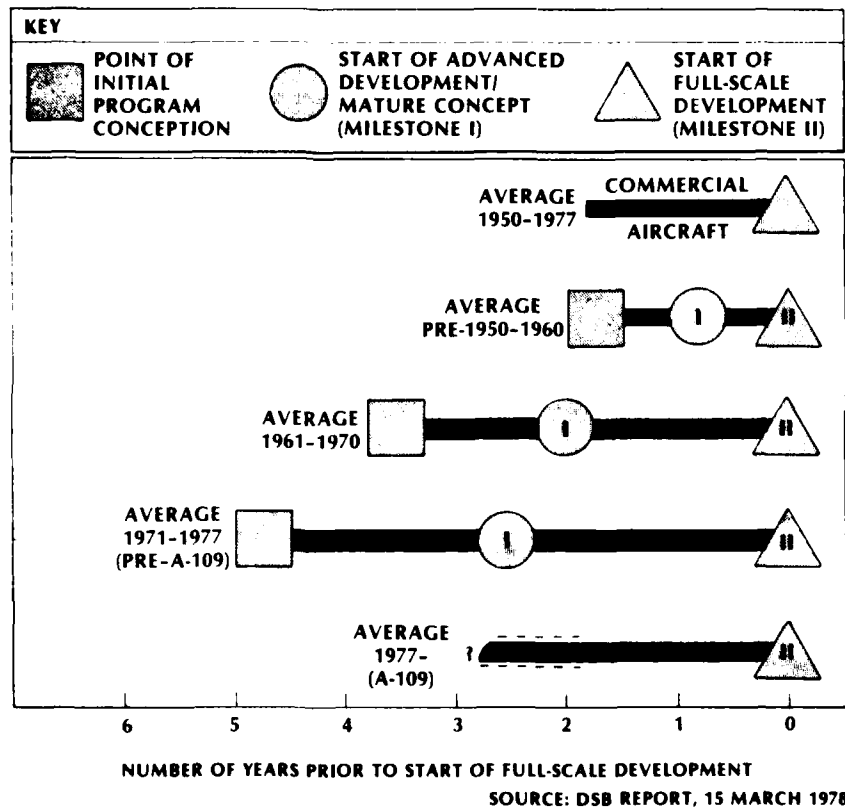 KEY
POINT OF
INITIAL
PROGRAM
CONCEPTION
START OF ADVANCED
DEVELOPMENT/
MATURE CONCEPT
(MILESTONE I)
START OF
FULL-SCALE
DEVELOPMENT
(MILESTONE II)
AVERAGE
1950-1977
COMMERCIAL
AIRCRAFT
AVERAGE
PRE-1950-1960
I
II
AVERAGE
1961-1970
I
II
AVERAGE
1971-1977
(PRE-A-109)
I
II
AVERAGE
1977-
(A-109)
?
II
6 5 4 3 2 1 0
NUMBER OF YEARS PRIOR TO START OF FULL-SCALE DEVELOPMENT
SOURCE: DSB REPORT, 15 MARCH 1978